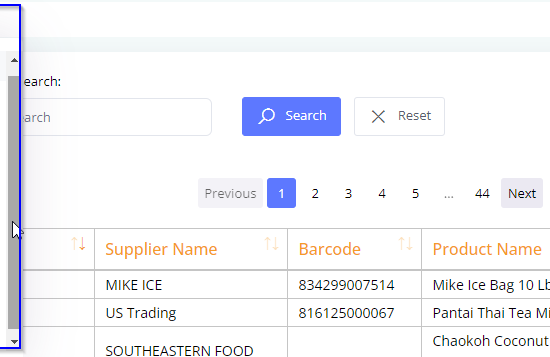 earch:
earch
Search
Reset
Previous 1 2 3 4 5 ... 44 Next
Supplier Name Barcode Product Name
MIKE ICE 834299007514 Mike Ice Bag 10 Lb
US Trading 816125000067 Pantai Thai Tea Mi
SOUTHEASTERN FOOD Chaokoh Coconut